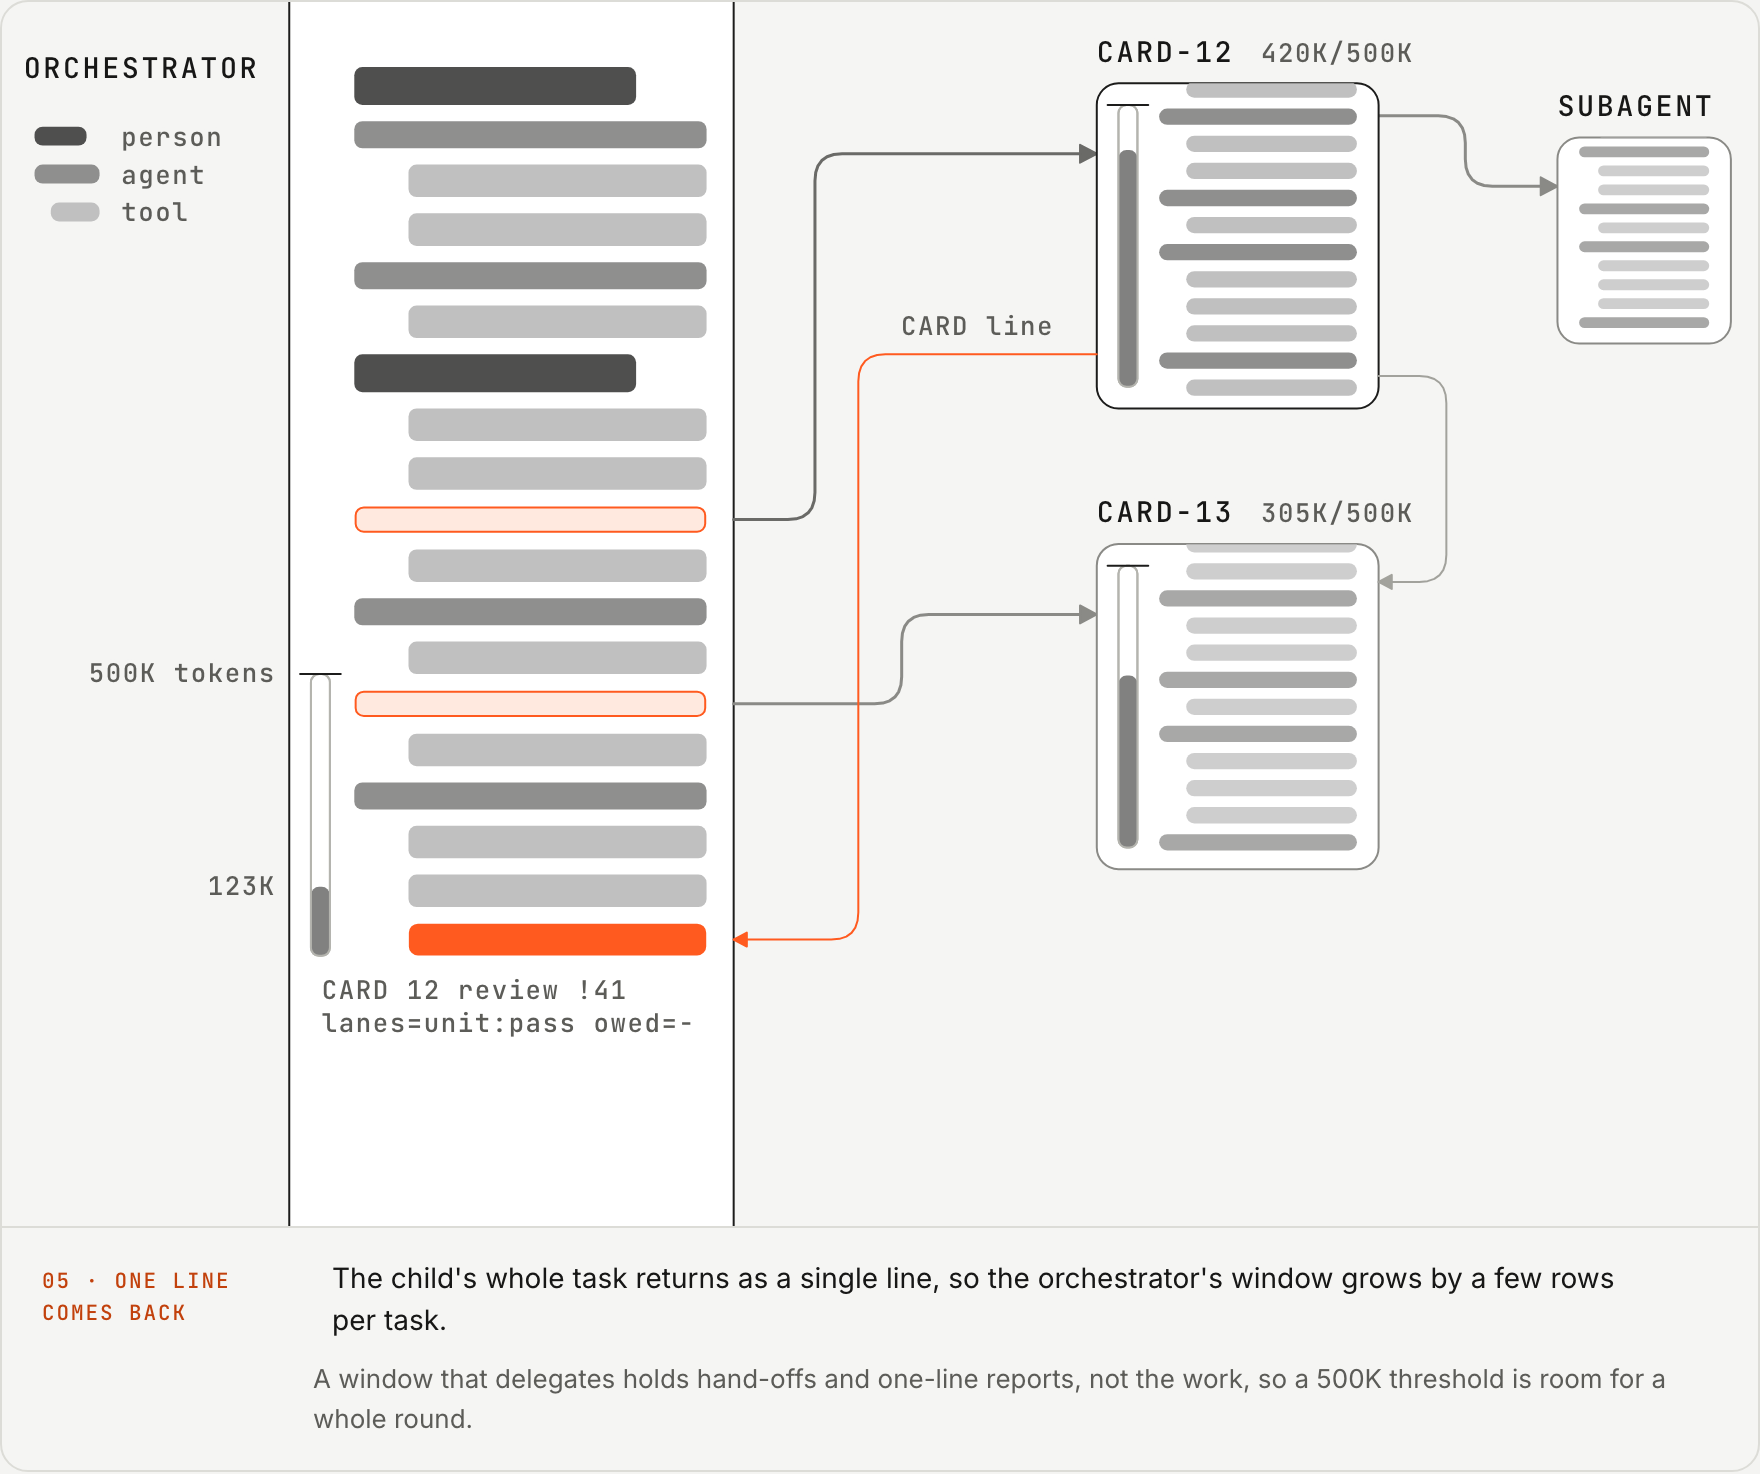 ORCHESTRATOR
person
agent
tool
500K tokens
123K
CARD 12 review !41
lanes=unit:pass owed=-
CARD line
CARD-12 420K/500K
SUBAGENT
CARD-13 305K/500K
05 · ONE LINE
COMES BACK
The child's whole task returns as a single line, so the orchestrator's window grows by a few rows
per task.
A window that delegates holds hand-offs and one-line reports, not the work, so a 500K threshold is room for a
whole round.